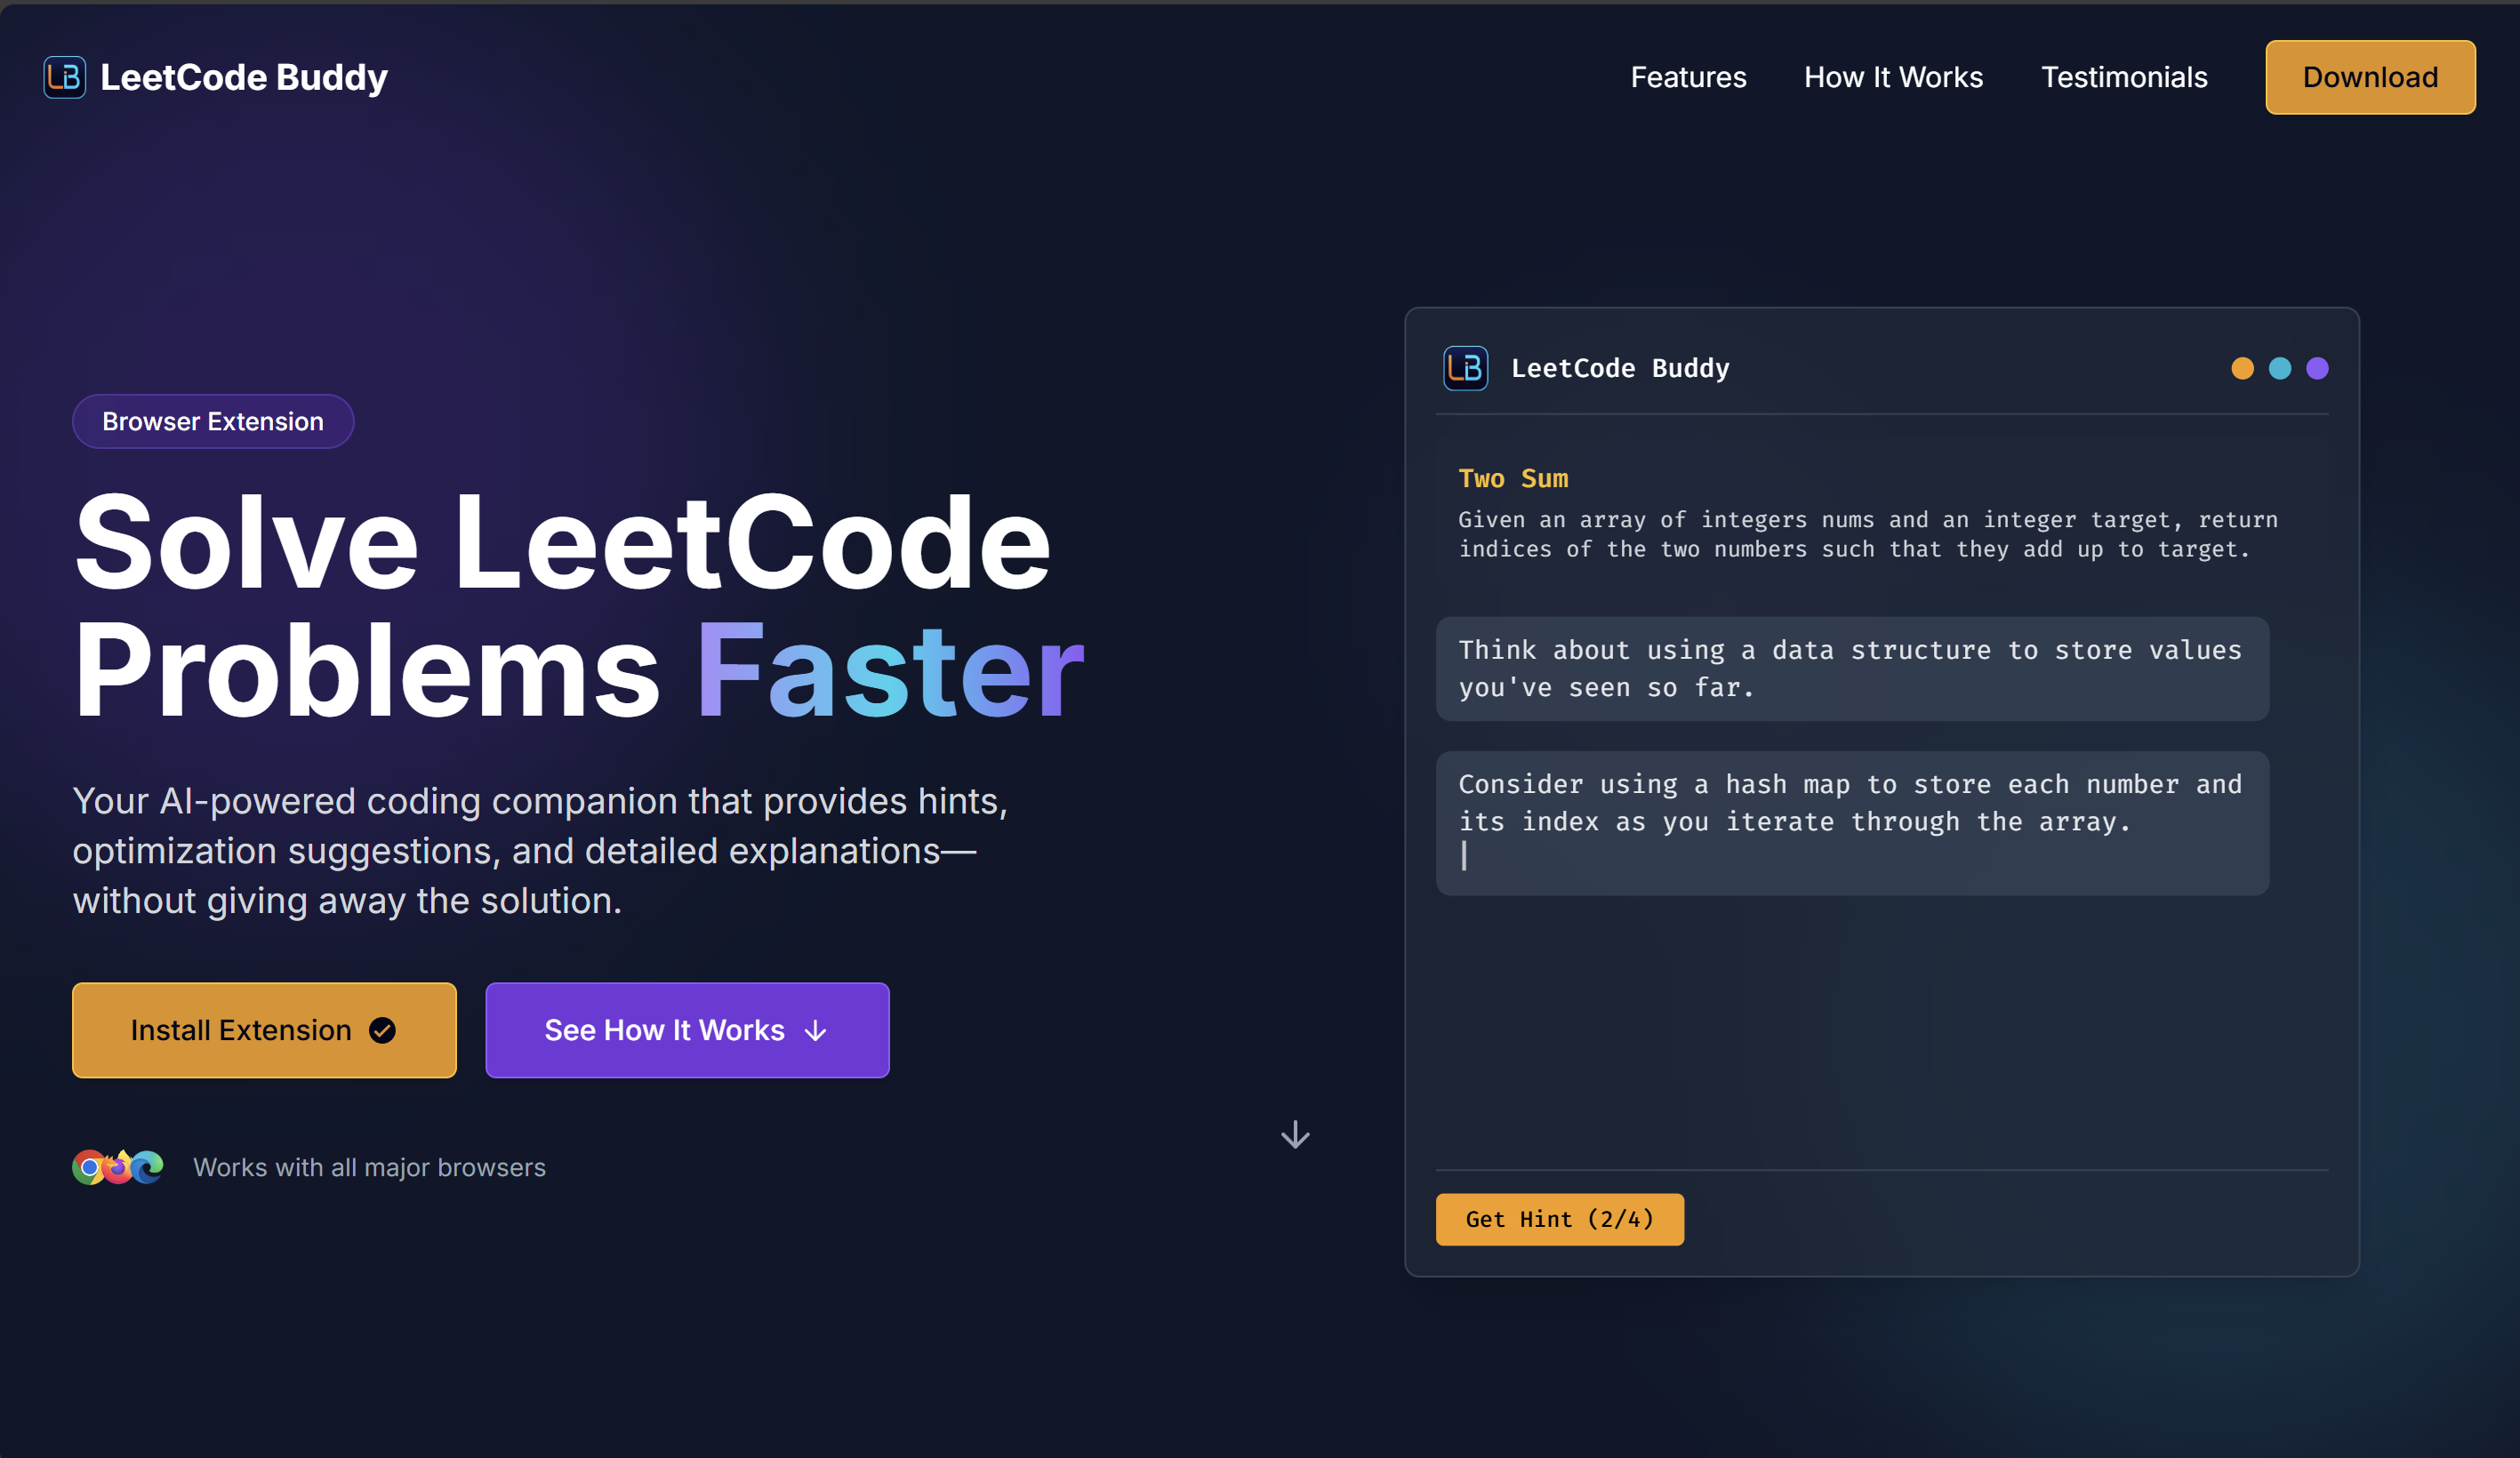 LB LeetCode Buddy
Features
How It Works
Testimonials
Download
Browser Extension
Solve LeetCode
Problems Faster
Your AI-powered coding companion that provides hints,
optimization suggestions, and detailed explanations—
without giving away the solution.
Install Extension
See How It Works
Works with all major browsers
LB LeetCode Buddy
Two Sum
Given an array of integers nums and an integer target, return
indices of the two numbers such that they add up to target.
Think about using a data structure to store values
you've seen so far.
Consider using a hash map to store each number and
its index as you iterate through the array.
Get Hint (2/4)